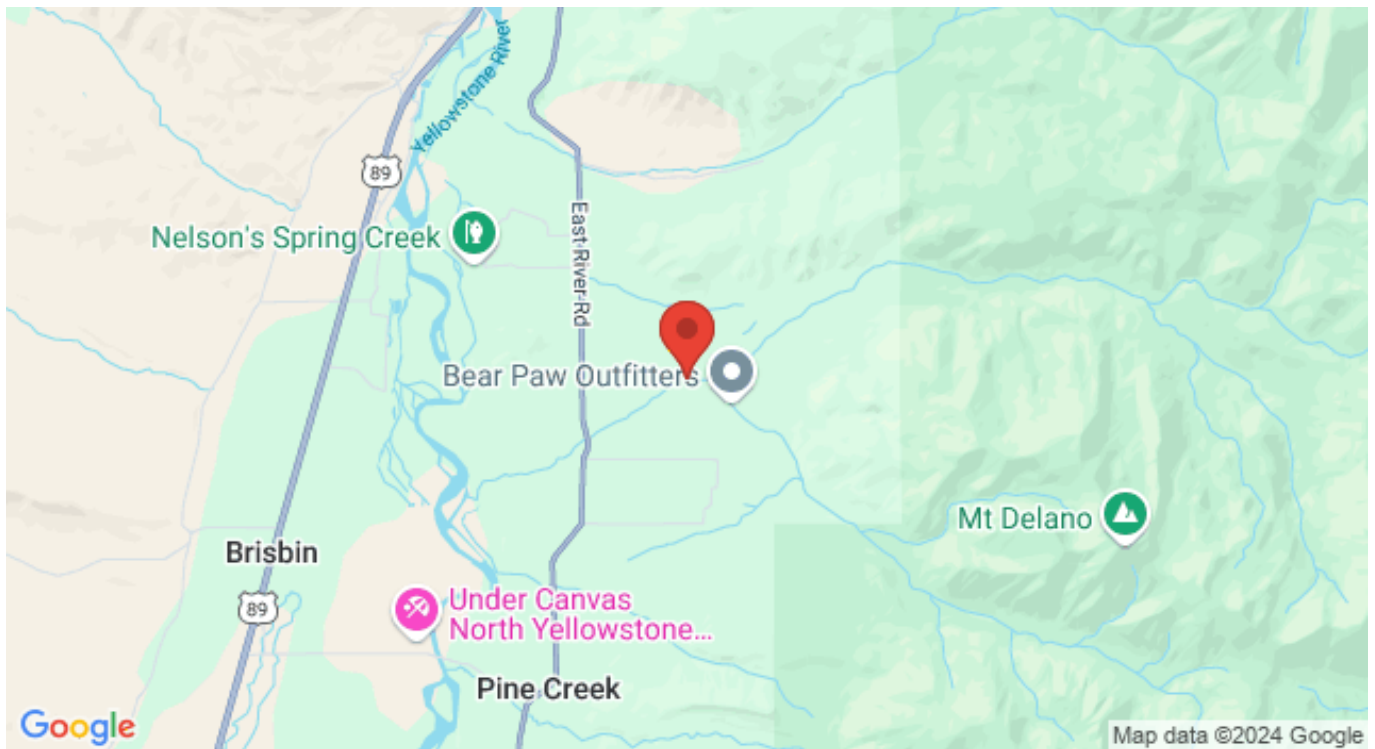 Yellowstone River
89
Nelson's Spring Creek
East River Rd
Bear Paw Outfitters
Mt Delano
Brisbin
89
Under Canvas
North Yellowstone...
Pine Creek
Google
Map data ©2024 Google